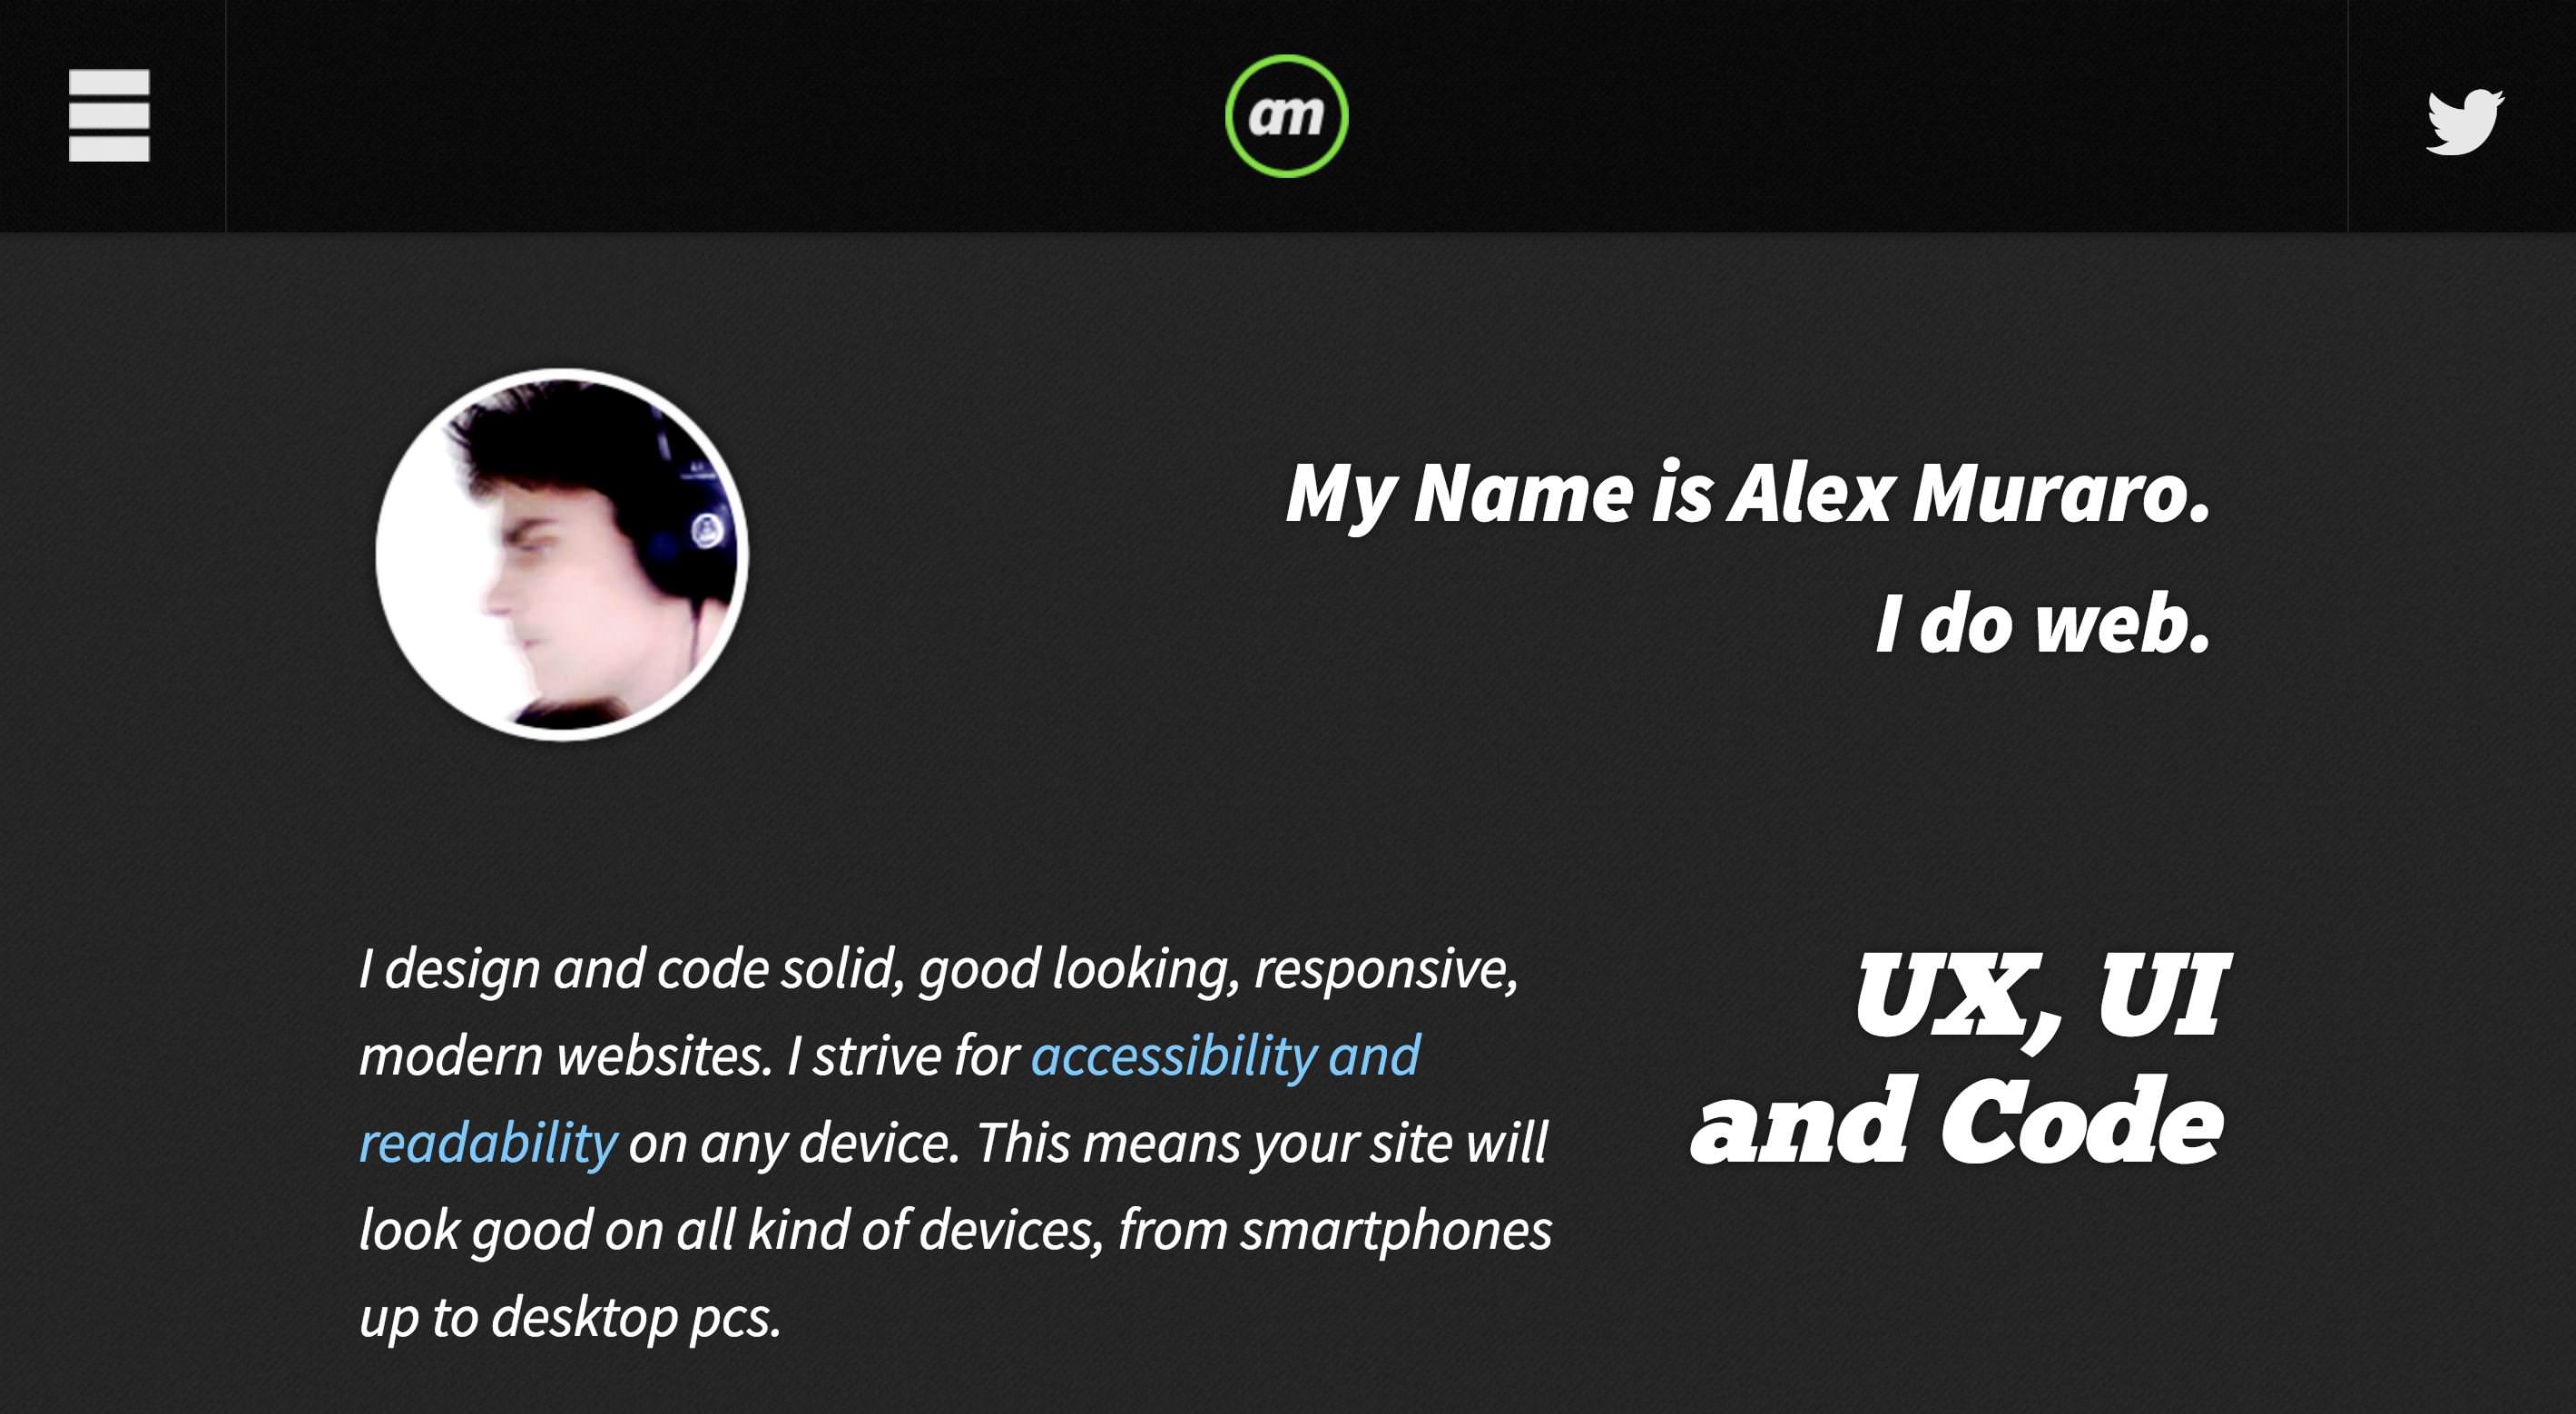 am
My Name is Alex Muraro.
I do web.
I design and code solid, good looking, responsive,
modern websites. I strive for accessibility and
readability on any device. This means your site will
look good on all kind of devices, from smartphones
up to desktop pcs.
UX, UI
and Code